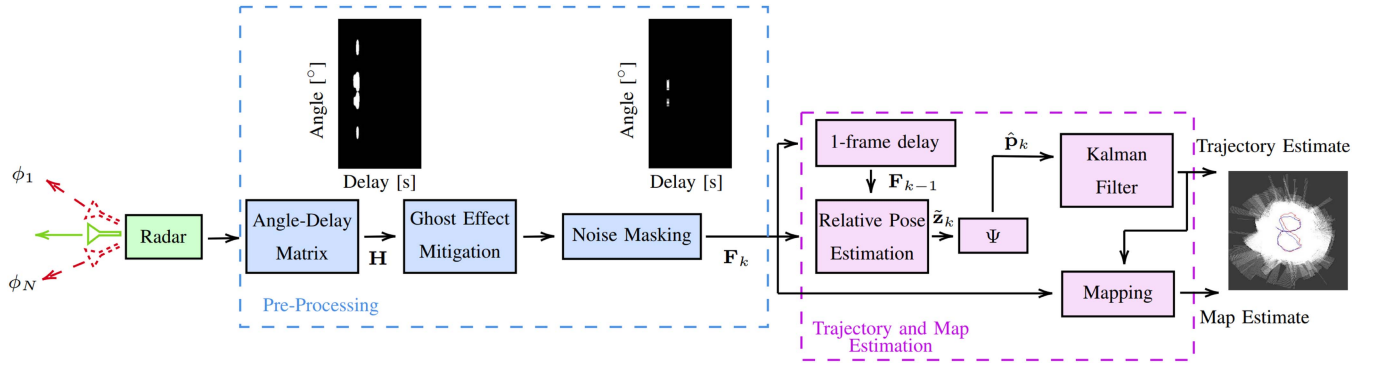 ϕ1
ϕN
Radar
Angle [°]
Delay [s]
Angle [°]
Delay [s]
Angle-Delay
Matrix
H
Ghost Effect
Mitigation
Noise Masking
Fk
Pre-Processing
1-frame delay
Fk−1
Relative Pose
Estimation
z̃k
Ψ
p̂k
Kalman
Filter
Mapping
Trajectory and Map
Estimation
Trajectory Estimate
Map Estimate